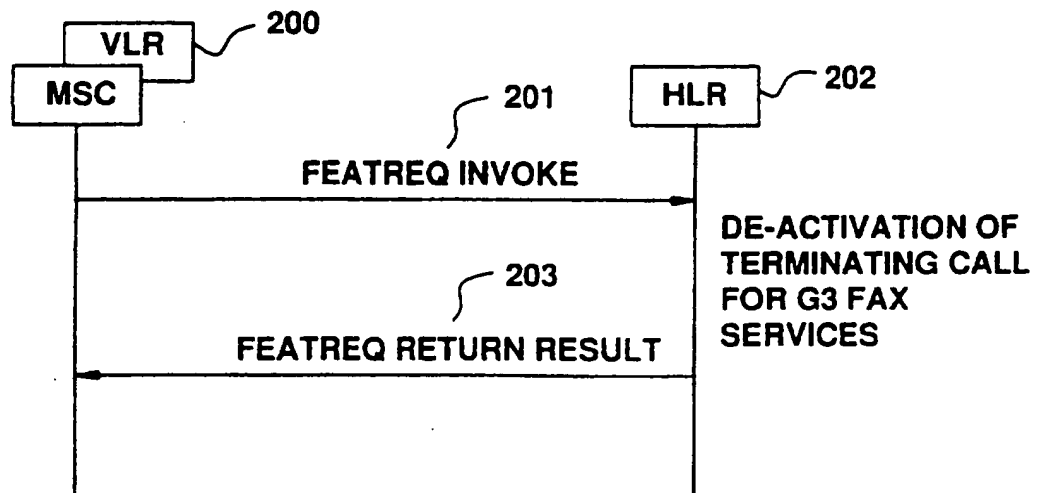 VLR
200
MSC
HLR
202
201
FEATREQ INVOKE
DE-ACTIVATION OF
TERMINATING CALL
FOR G3 FAX
SERVICES
203
FEATREQ RETURN RESULT